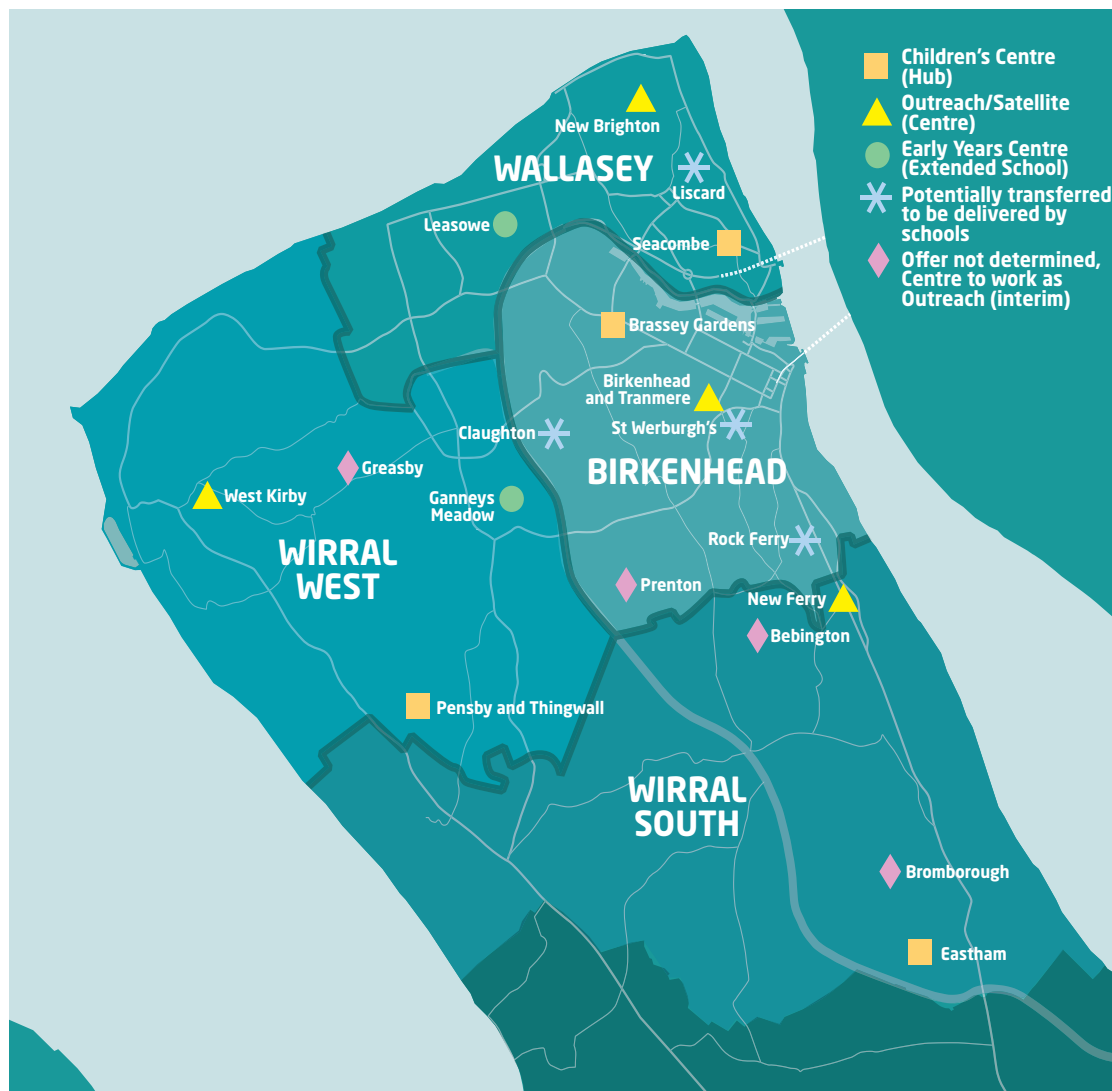 Children's Centre
(Hub)
Outreach/Satellite
(Centre)
Early Years Centre
(Extended School)
Potentially transferred
to be delivered by
schools
Offer not determined,
Centre to work as
Outreach (interim)
New Brighton
WALLASEY
Liscard
Leasowe
Seacombe
Brassey Gardens
Birkenhead
and Tranmere
St Werburgh's
Claughton
BIRKENHEAD
Greasby
West Kirby
Ganneys
Meadow
WIRRAL
WEST
Rock Ferry
Prenton
New Ferry
Bebington
Pensby and Thingwall
WIRRAL
SOUTH
Bromborough
Eastham